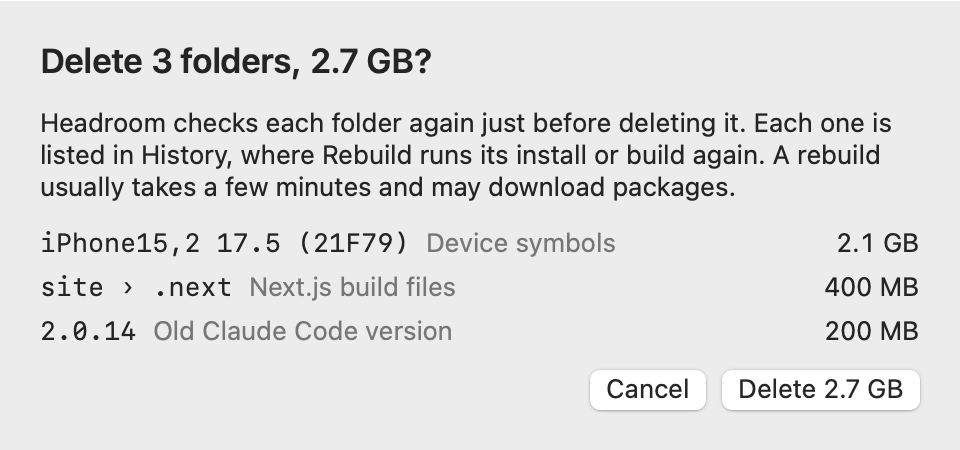 Delete 3 folders, 2.7 GB?
Headroom checks each folder again just before deleting it. Each one is
listed in History, where Rebuild runs its install or build again. A rebuild
usually takes a few minutes and may download packages.
iPhone15,2 17.5 (21F79) Device symbols 2.1 GB
site › .next Next.js build files 400 MB
2.0.14 Old Claude Code version 200 MB
Cancel Delete 2.7 GB